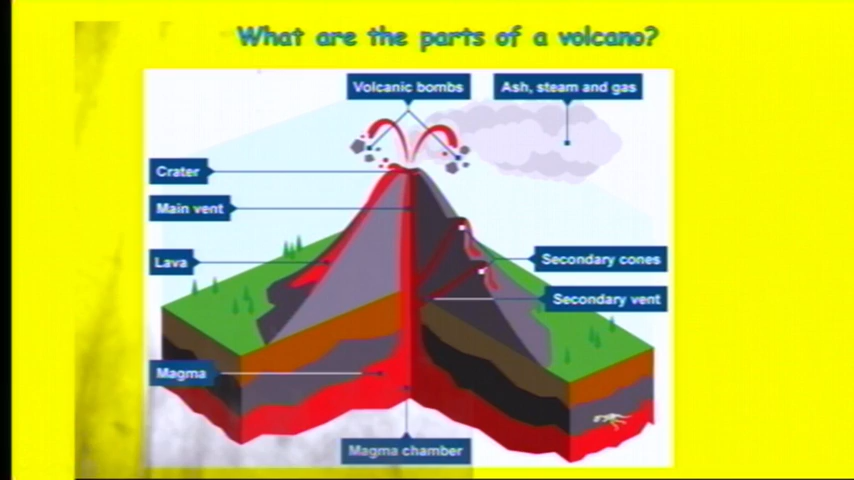 What are the parts of a volcano?
Volcanic bombs
Ash, steam and gas
Crater
Main vent
Lava
Secondary cones
Secondary vent
Magma
Magma chamber